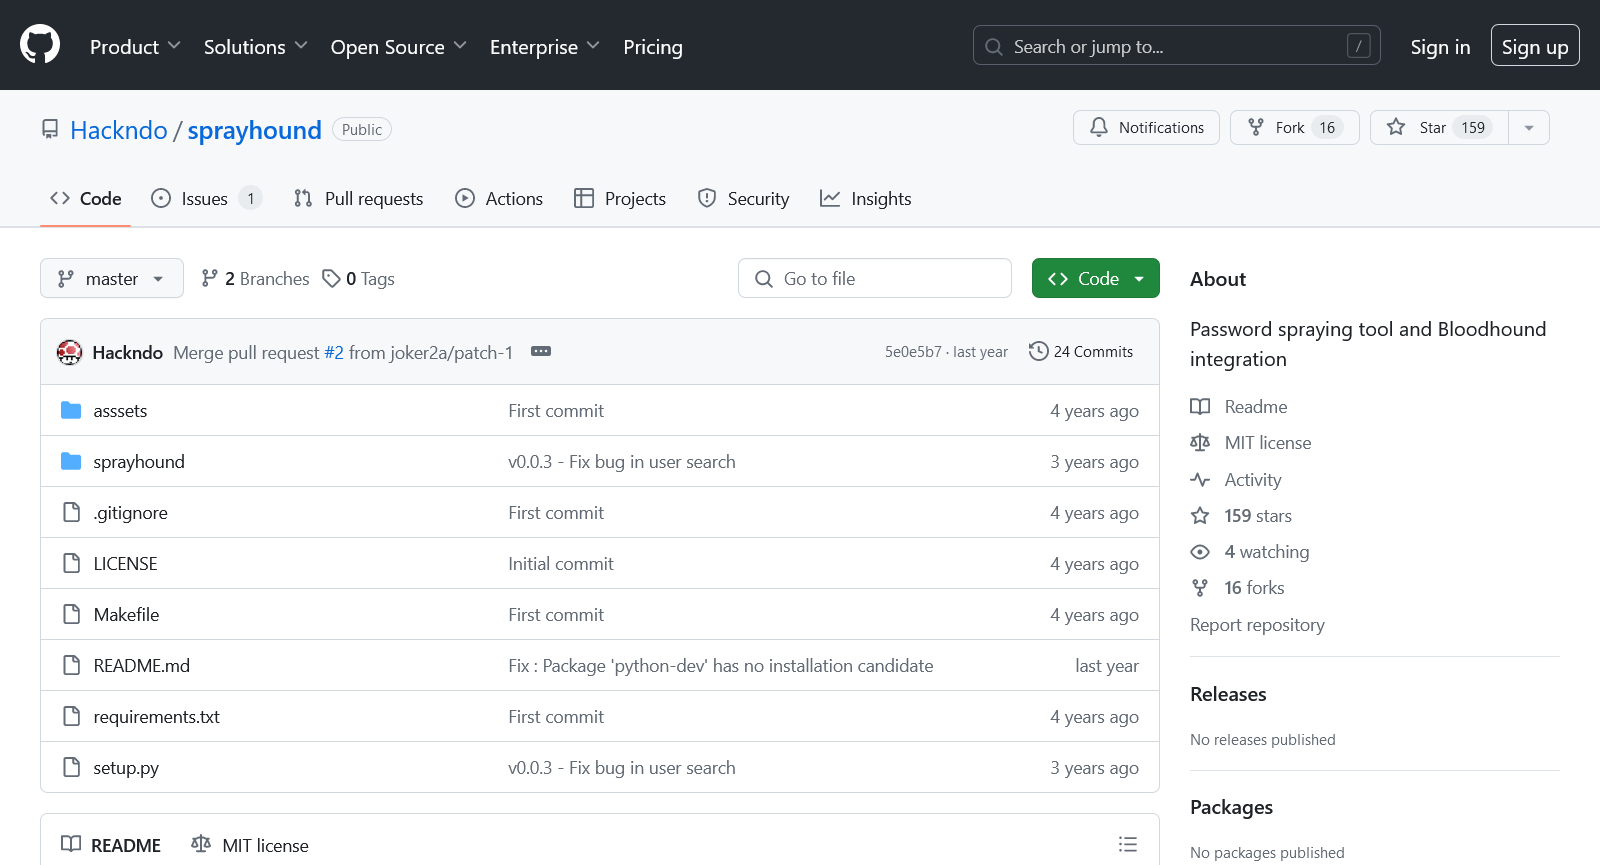 Product Solutions Open Source Enterprise Pricing Search or jump to... / Sign in Sign up
Hackndo / sprayhound Public Notifications Fork 16 Star 159
Code Issues 1 Pull requests Actions Projects Security Insights
master 2 Branches 0 Tags Go to file Code
Hackndo Merge pull request #2 from joker2a/patch-1 5e0e5b7 · last year 24 Commits
asssets First commit 4 years ago
sprayhound v0.0.3 - Fix bug in user search 3 years ago
.gitignore First commit 4 years ago
LICENSE Initial commit 4 years ago
Makefile First commit 4 years ago
README.md Fix : Package 'python-dev' has no installation candidate last year
requirements.txt First commit 4 years ago
setup.py v0.0.3 - Fix bug in user search 3 years ago
README MIT license
About
Password spraying tool and Bloodhound
integration
Readme
MIT license
Activity
159 stars
4 watching
16 forks
Report repository
Releases
No releases published
Packages
No packages published